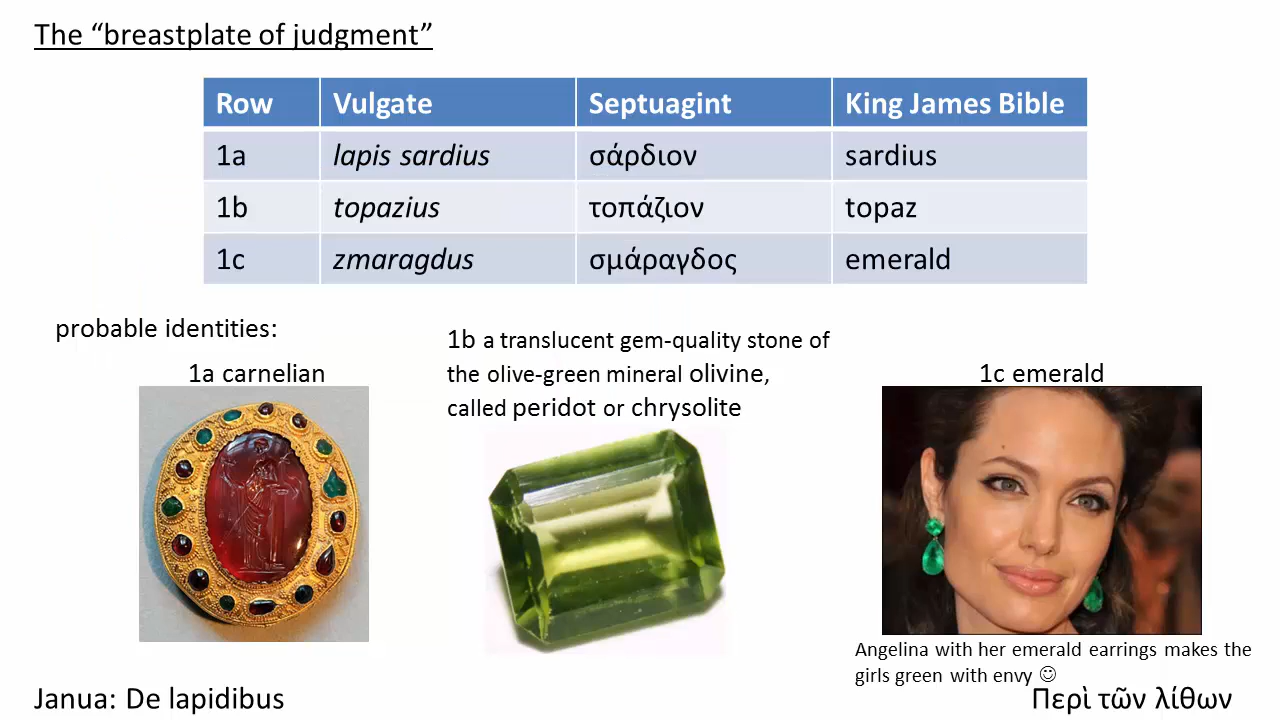 The “breastplate of judgment”
Row Vulgate Septuagint King James Bible
1a lapis sardius σάρδιον sardius
1b topazius τοπάζιον topaz
1c zmaragdus σμάραγδος emerald
probable identities:
1a carnelian
1b a translucent gem-quality stone of
the olive-green mineral olivine,
called peridot or chrysolite
1c emerald
Angelina with her emerald earrings makes the
girls green with envy ☺
Janua: De lapidibus
Περὶ τῶν λίθων